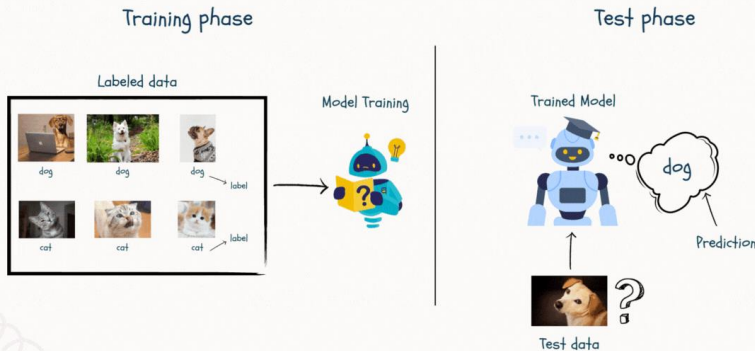 Training phase
Test phase
Labeled data
Model Training
Trained Model
dog
dog
dog
label
cat
cat
cat
label
?
dog
Prediction
?
Test data